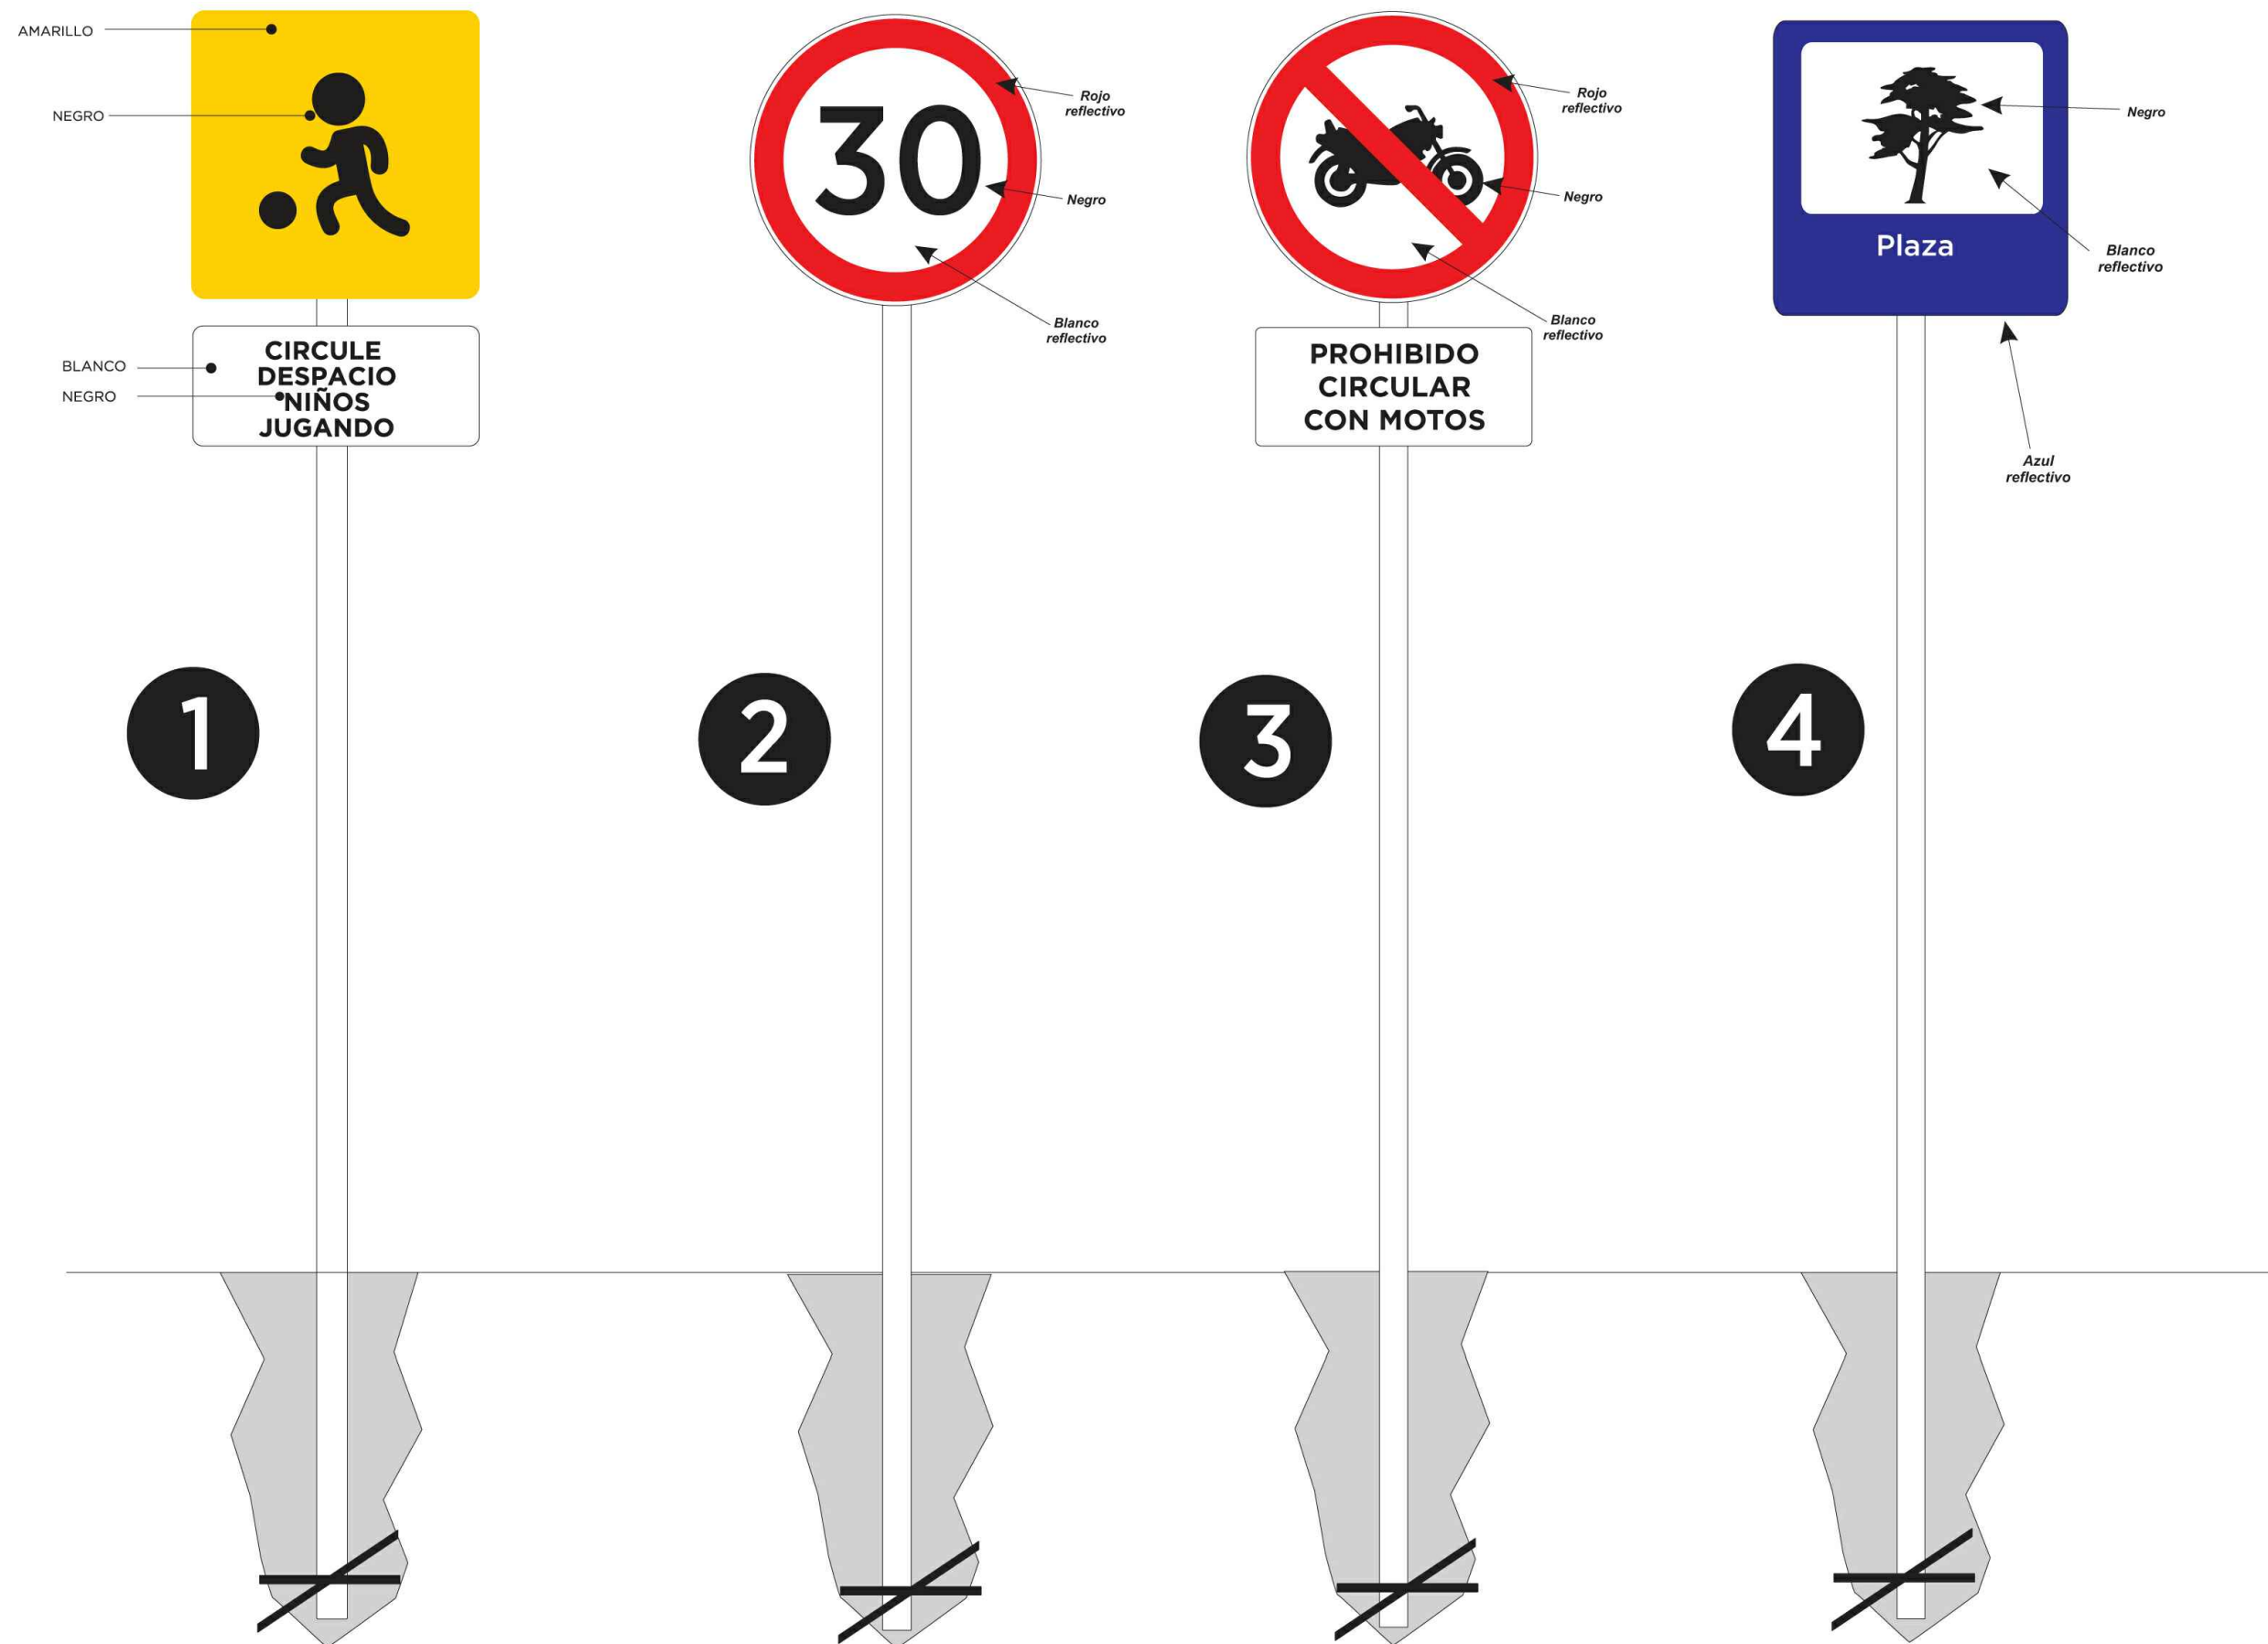 AMARILLO
NEGRO
CIRCULE
DESPACIO
NIÑOS
JUGANDO
BLANCO
NEGRO
1
30
Rojo
reflectivo
Negro
Blanco
reflectivo
2
Rojo
reflectivo
Negro
Blanco
reflectivo
PROHIBIDO
CIRCULAR
CON MOTOS
3
Plaza
Negro
Blanco
reflectivo
Azul
reflectivo
4